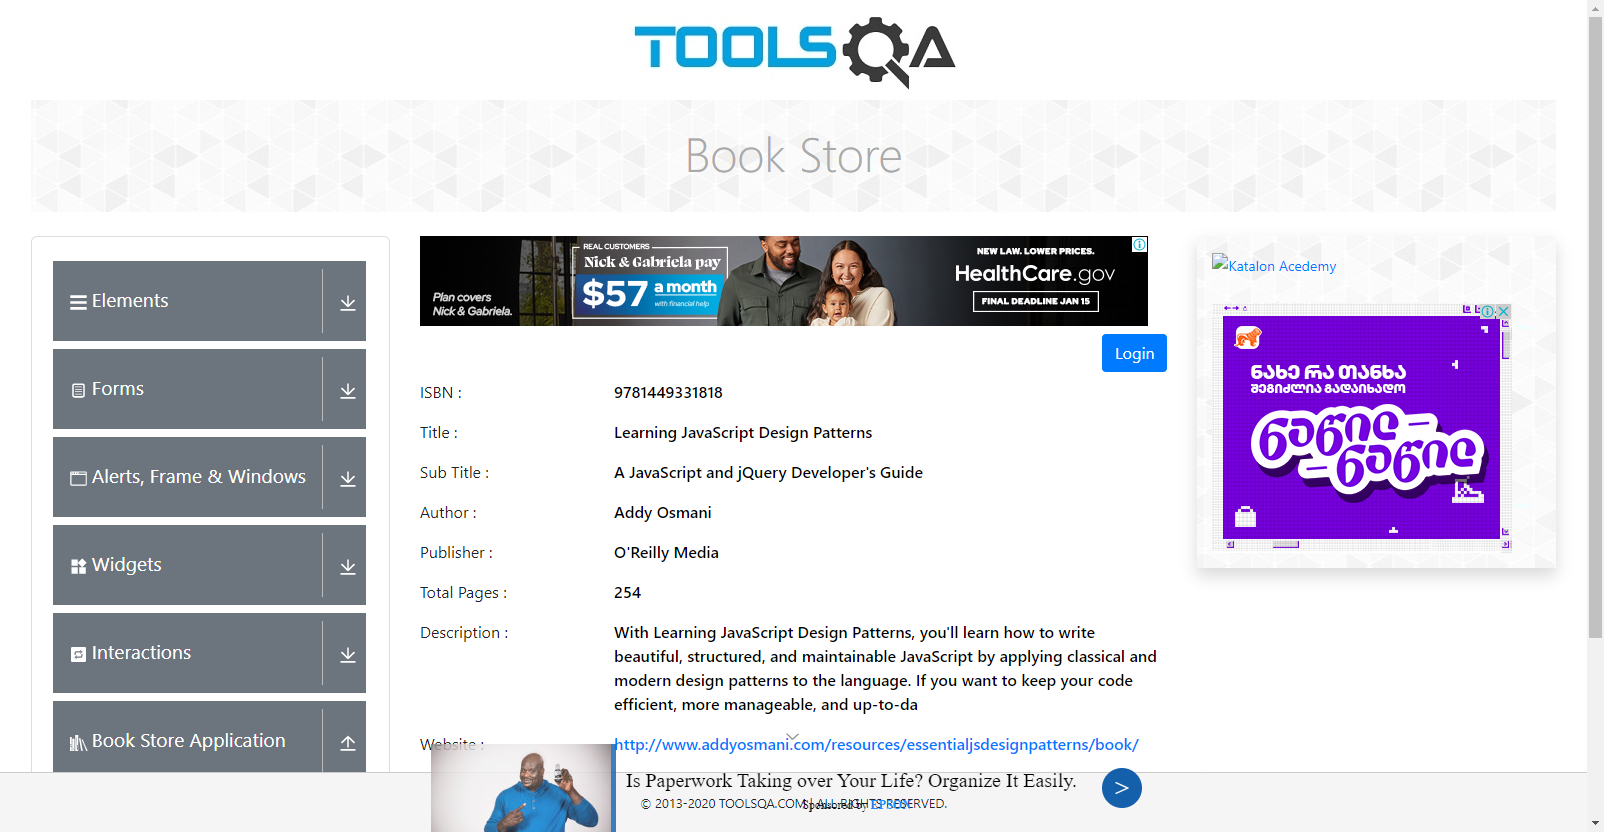 TOOLSQA
Book Store
Elements
Forms
Alerts, Frame & Windows
Widgets
Interactions
Book Store Application
REAL CUSTOMERS
Nick & Gabriela pay
$57 a month
with financial help
Plan covers
Nick & Gabriela.
NEW LAW. LOWER PRICES.
HealthCare.gov
FINAL DEADLINE JAN 15
Login
ISBN : 9781449331818
Title : Learning JavaScript Design Patterns
Sub Title : A JavaScript and jQuery Developer's Guide
Author : Addy Osmani
Publisher : O'Reilly Media
Total Pages : 254
Description : With Learning JavaScript Design Patterns, you'll learn how to write
beautiful, structured, and maintainable JavaScript by applying classical and
modern design patterns to the language. If you want to keep your code
efficient, more manageable, and up-to-da
Website : http://www.addyosmani.com/resources/essentialjsdesignpatterns/book/
Katalon Acedemy
ნახე რა თანხა
შეგიძლია გადაიხადო
ნაწილ–
–ნაწილ
Is Paperwork Taking over Your Life? Organize It Easily.
Sponsored by EPSON
© 2013-2020 TOOLSQA.COM | ALL RIGHTS RESERVED.